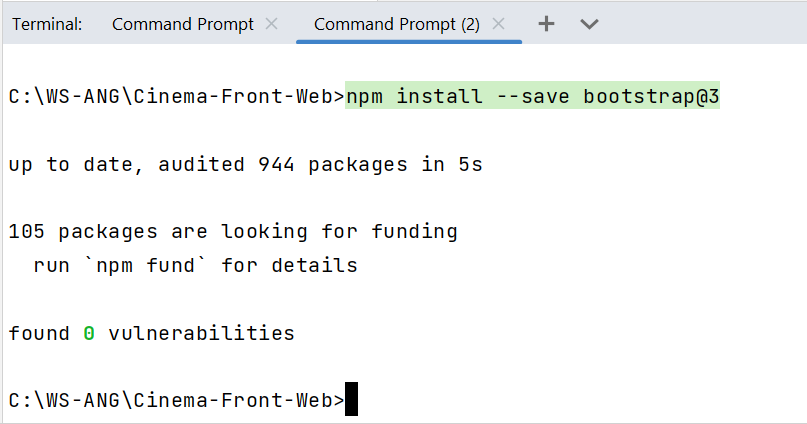 Terminal: Command Prompt × Command Prompt (2) × +
C:\WS-ANG\Cinema-Front-Web>npm install --save bootstrap@3
up to date, audited 944 packages in 5s
105 packages are looking for funding
  run `npm fund` for details
found 0 vulnerabilities
C:\WS-ANG\Cinema-Front-Web>